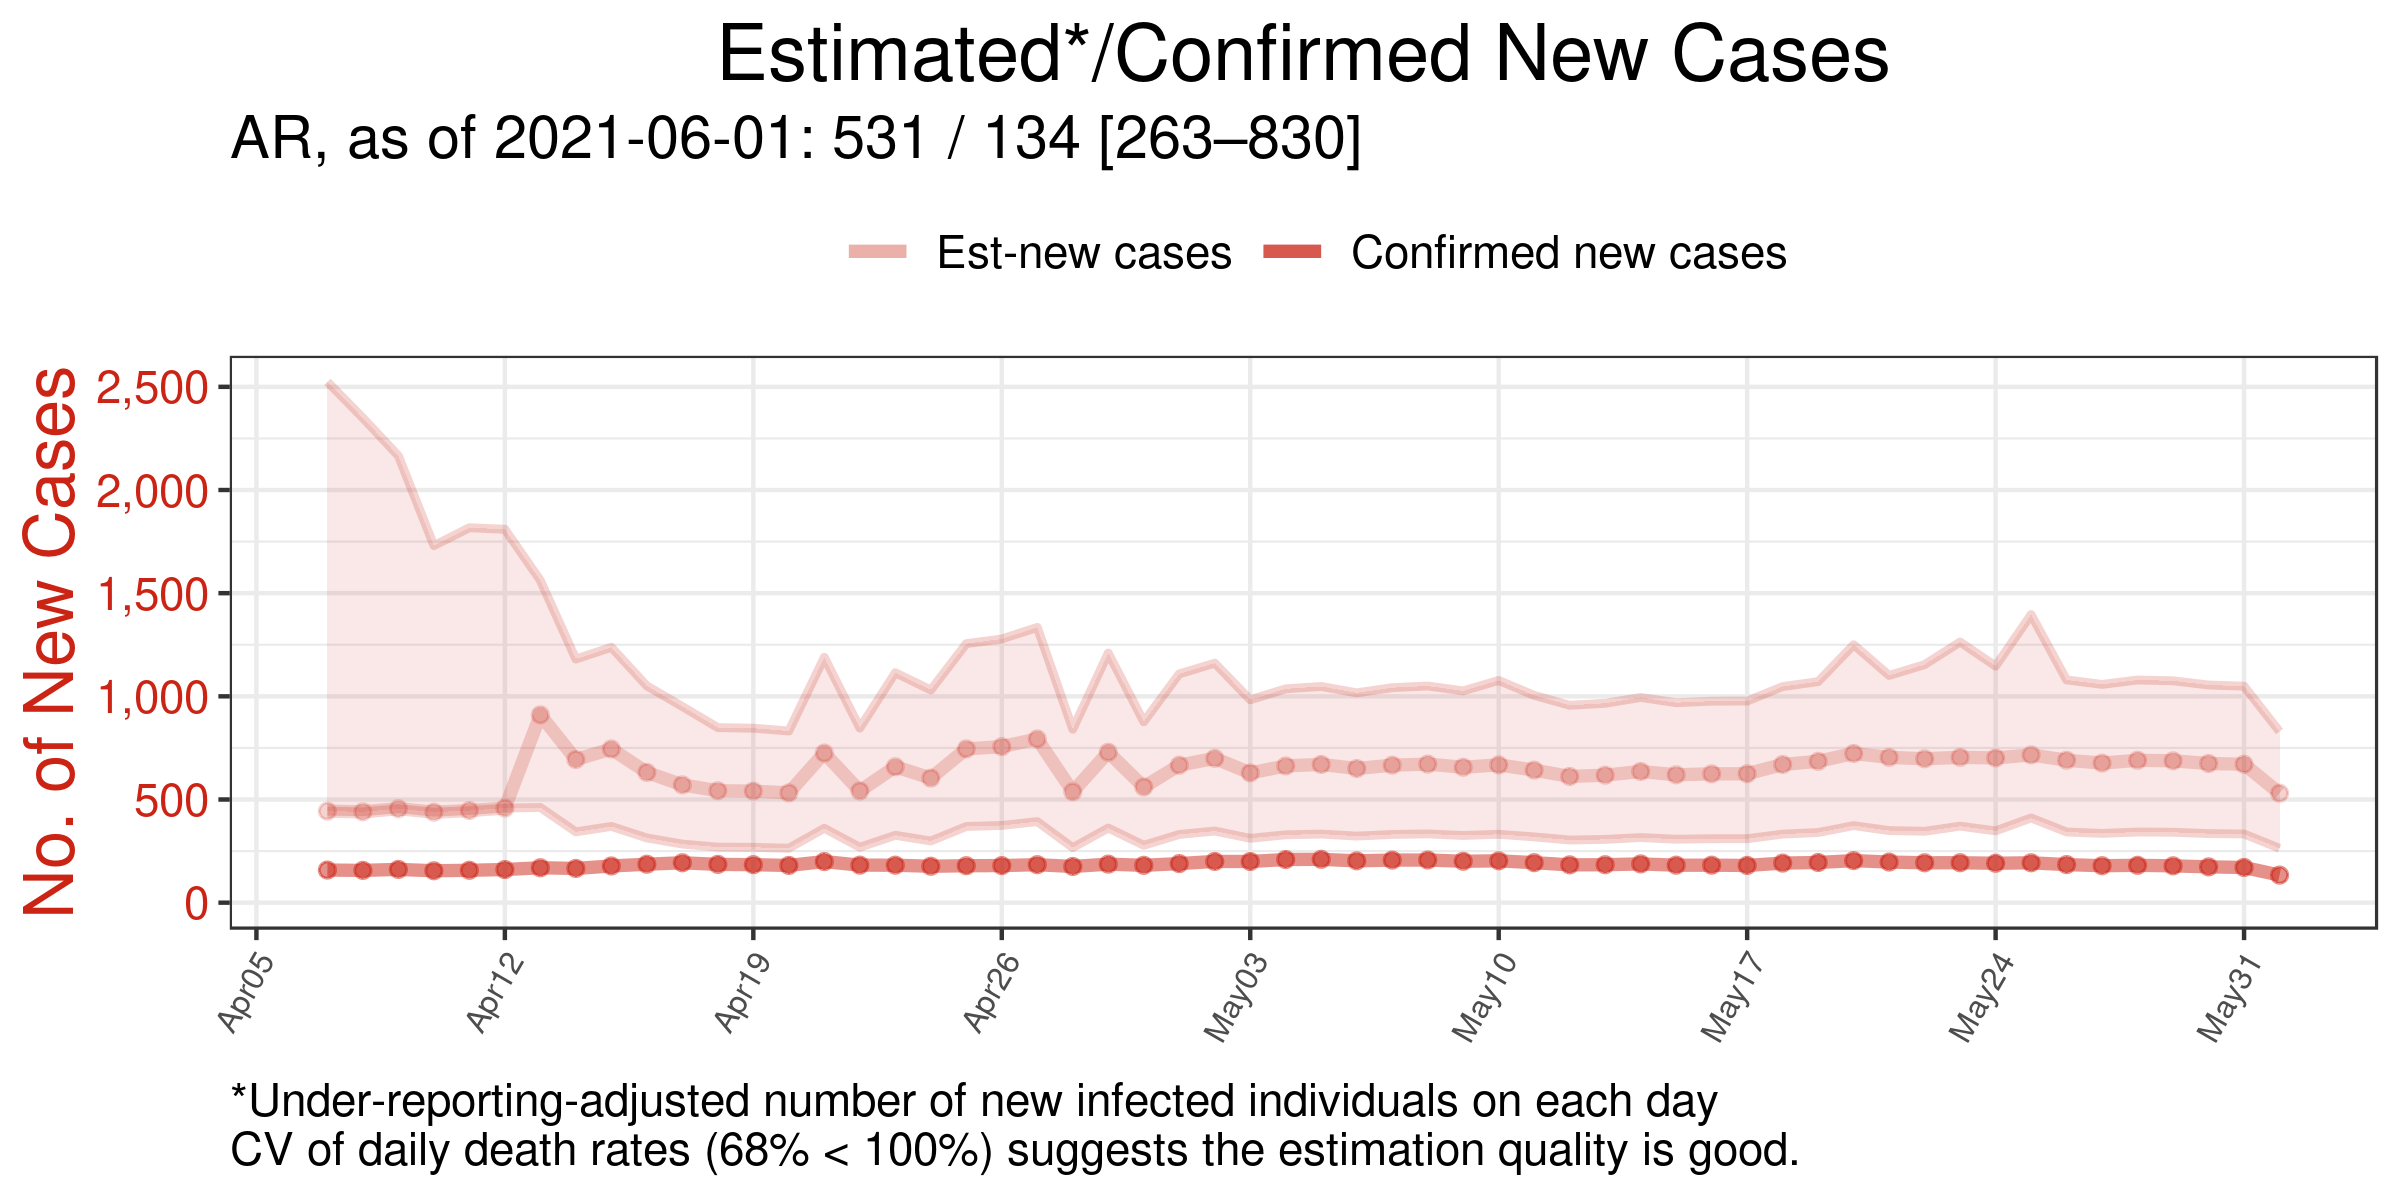 Estimated*/Confirmed New Cases
AR, as of 2021-06-01: 531 / 134 [263–830]
Est-new cases Confirmed new cases
No. of New Cases
2,500
2,000
1,500
1,000
500
0
Apr05 Apr12 Apr19 Apr26 May03 May10 May17 May24 May31
*Under-reporting-adjusted number of new infected individuals on each day
CV of daily death rates (68% < 100%) suggests the estimation quality is good.